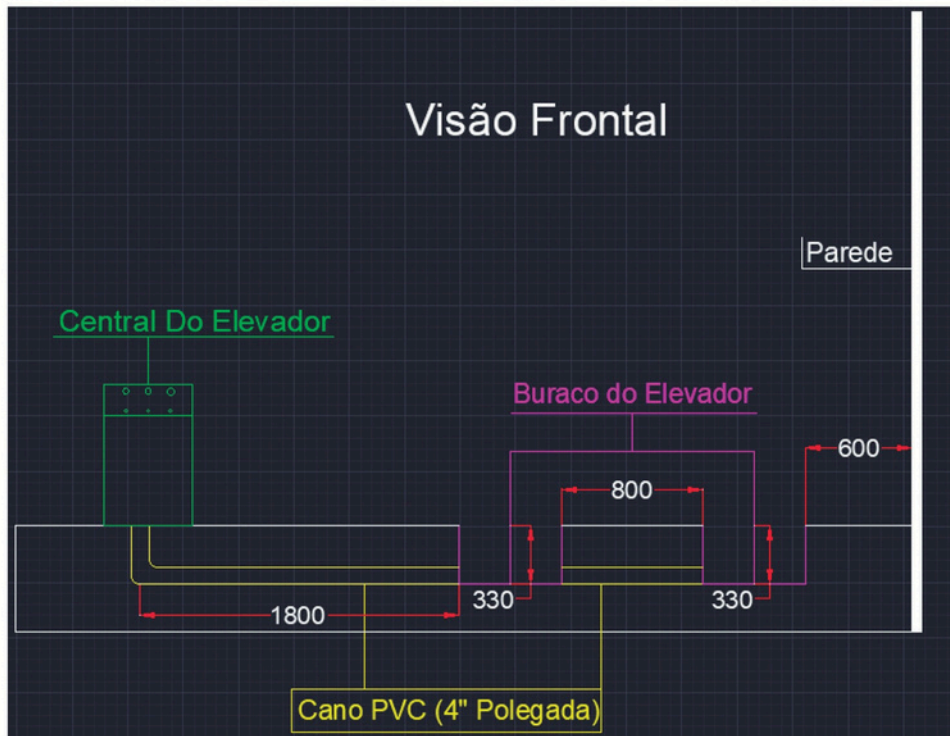 Visão Frontal
Parede
Central Do Elevador
Buraco do Elevador
600
800
330
330
1800
Cano PVC (4" Polegada)